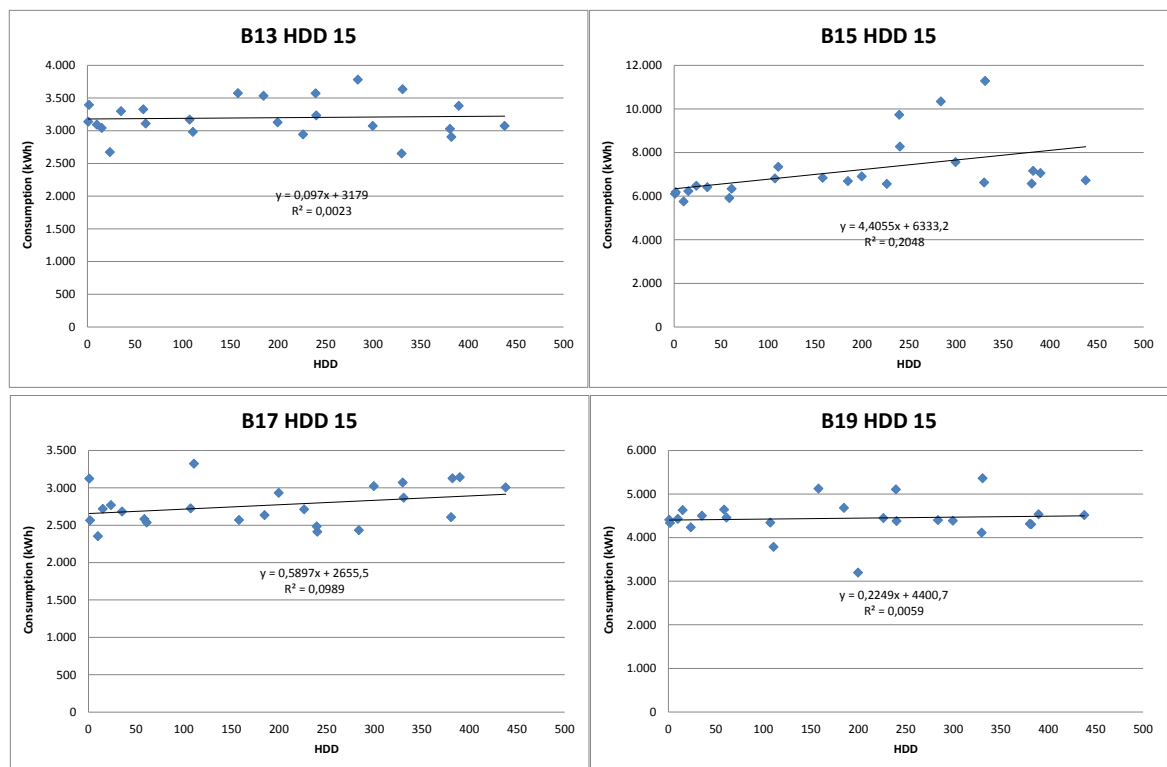 B13 HDD 15
4.000
3.500
3.000
2.500
2.000
1.500
1.000
500
0
Consumption (kWh)
y = 0,097x + 3179
R² = 0,0023
0 50 100 150 200 250 300 350 400 450 500
HDD
B15 HDD 15
12.000
10.000
8.000
6.000
4.000
2.000
0
Consumption (kWh)
y = 4,4055x + 6333,2
R² = 0,2048
0 50 100 150 200 250 300 350 400 450 500
HDD
B17 HDD 15
3.500
3.000
2.500
2.000
1.500
1.000
500
0
Consumption (kWh)
y = 0,5897x + 2655,5
R² = 0,0989
0 50 100 150 200 250 300 350 400 450 500
HDD
B19 HDD 15
6.000
5.000
4.000
3.000
2.000
1.000
0
Consumption (kWh)
y = 0,2249x + 4400,7
R² = 0,0059
0 50 100 150 200 250 300 350 400 450 500
HDD